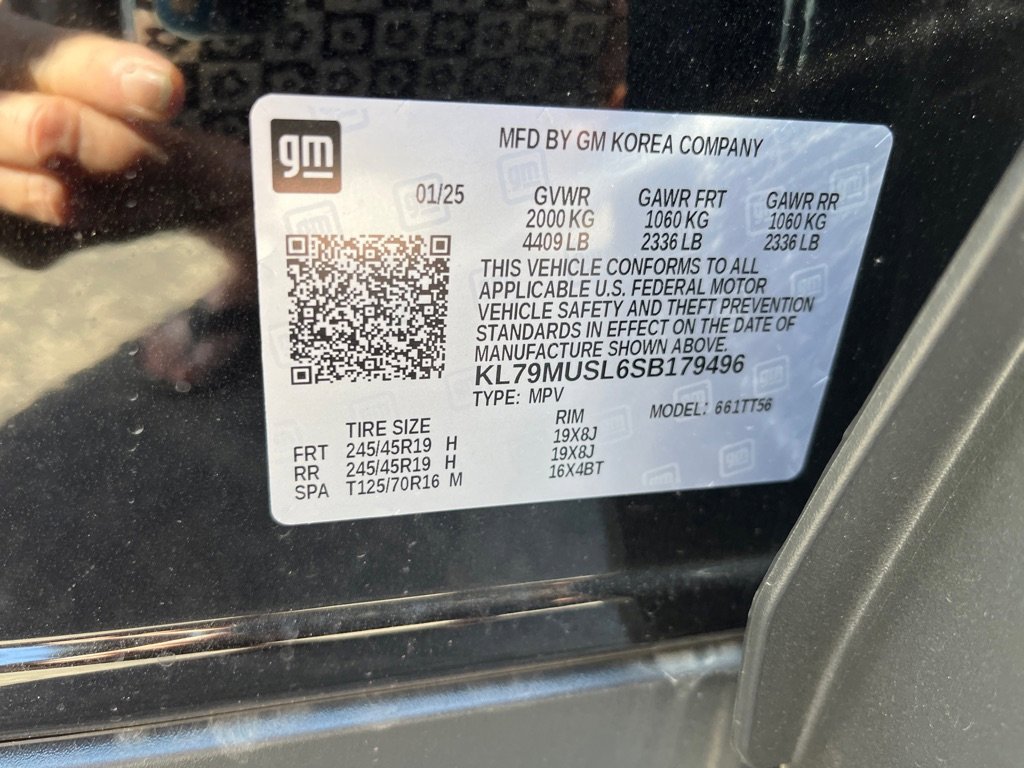 gm
MFD BY GM KOREA COMPANY
01/25
GVWR GAWR FRT GAWR RR
2000 KG 1060 KG 1060 KG
4409 LB 2336 LB 2336 LB
THIS VEHICLE CONFORMS TO ALL
APPLICABLE U.S. FEDERAL MOTOR
VEHICLE SAFETY AND THEFT PREVENTION
STANDARDS IN EFFECT ON THE DATE OF
MANUFACTURE SHOWN ABOVE.
KL79MUSL6SB179496
TYPE: MPV MODEL: 661TT56
TIRE SIZE RIM
FRT 245/45R19 H 19X8J
RR 245/45R19 H 19X8J
SPA T125/70R16 M 16X4BT